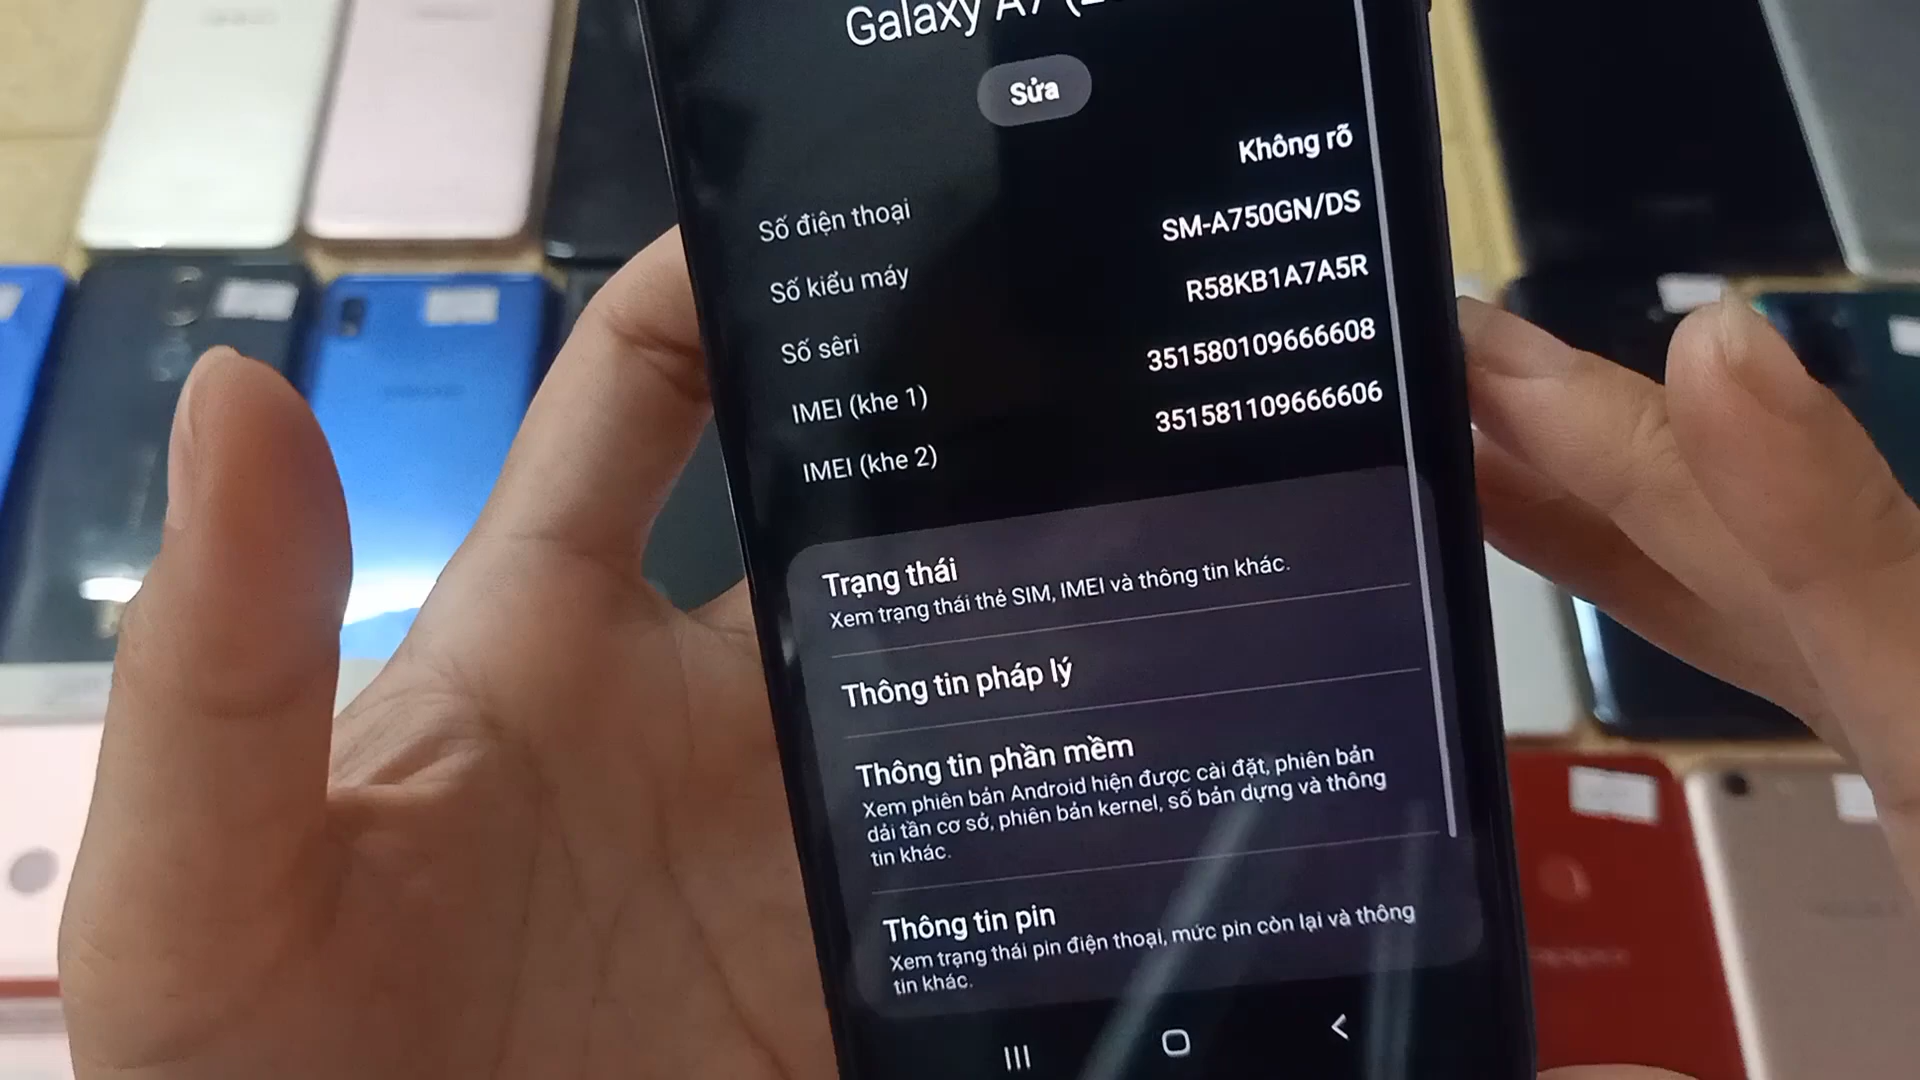 Galaxy A7
Sửa
Số điện thoại
Không rõ
Số kiểu máy
SM-A750GN/DS
Số sêri
R58KB1A7A5R
IMEI (khe 1)
351580109666608
IMEI (khe 2)
351581109666606
Trạng thái
Xem trạng thái thẻ SIM, IMEI và thông tin khác.
Thông tin pháp lý
Thông tin phần mềm
Xem phiên bản Android hiện được cài đặt, phiên bản
dải tần cơ sở, phiên bản kernel, số bản dựng và thông
tin khác.
Thông tin pin
Xem trạng thái pin điện thoại, mức pin còn lại và thông
tin khác.